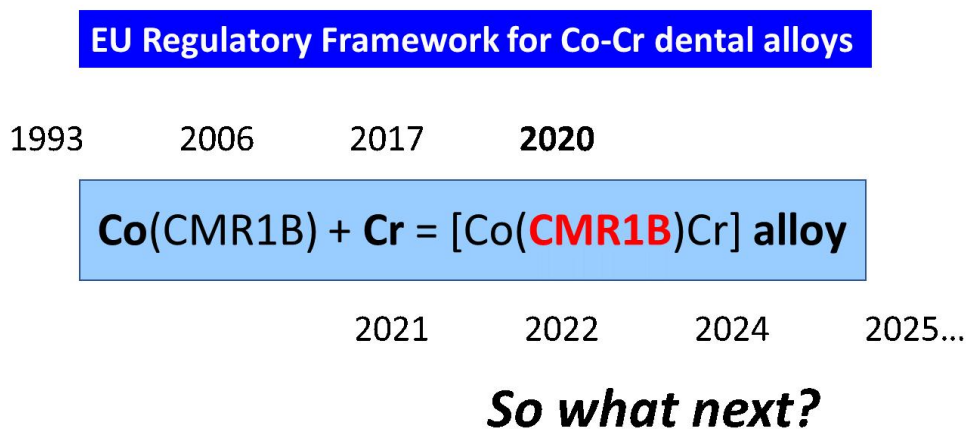 EU Regulatory Framework for Co-Cr dental alloys
1993 2006 2017 2020
Co(CMR1B) + Cr = [Co(CMR1B)Cr] alloy
2021 2022 2024 2025...
So what next?